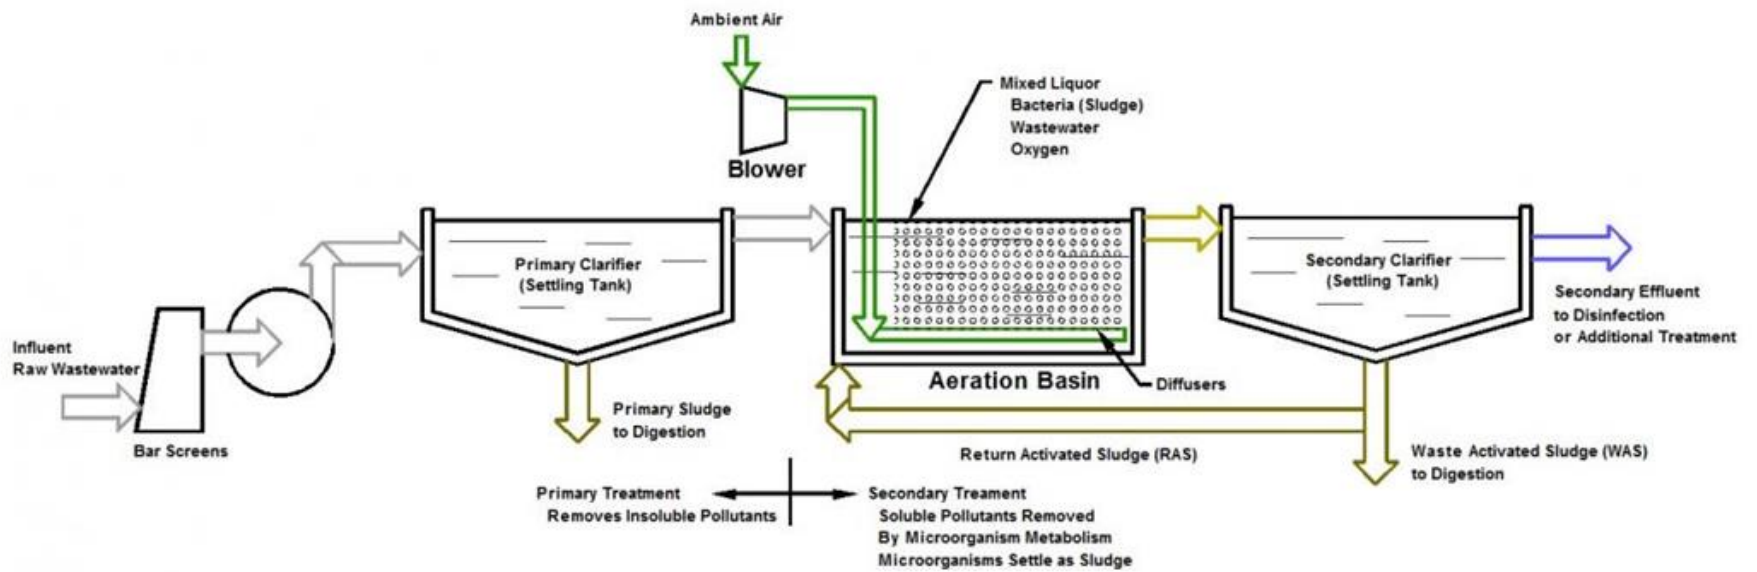 Ambient Air
Blower
Mixed Liquor
Bacteria (Sludge)
Wastewater
Oxygen
Influent
Raw Wastewater
Bar Screens
Primary Clarifier
(Settling Tank)
Primary Sludge
to Digestion
Aeration Basin
Diffusers
Secondary Clarifier
(Settling Tank)
Secondary Effluent
to Disinfection
or Additional Treatment
Return Activated Sludge (RAS)
Waste Activated Sludge (WAS)
to Digestion
Primary Treatment
Removes Insoluble Pollutants
Secondary Treament
Soluble Pollutants Removed
By Microorganism Metabolism
Microorganisms Settle as Sludge